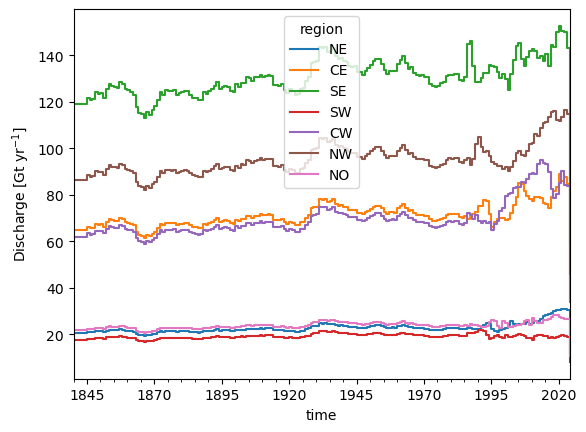 region
NE
CE
SE
SW
CW
NW
NO
140
120
100
80
60
40
20
Discharge [Gt yr⁻¹]
1845 1870 1895 1920 1945 1970 1995 2020
time